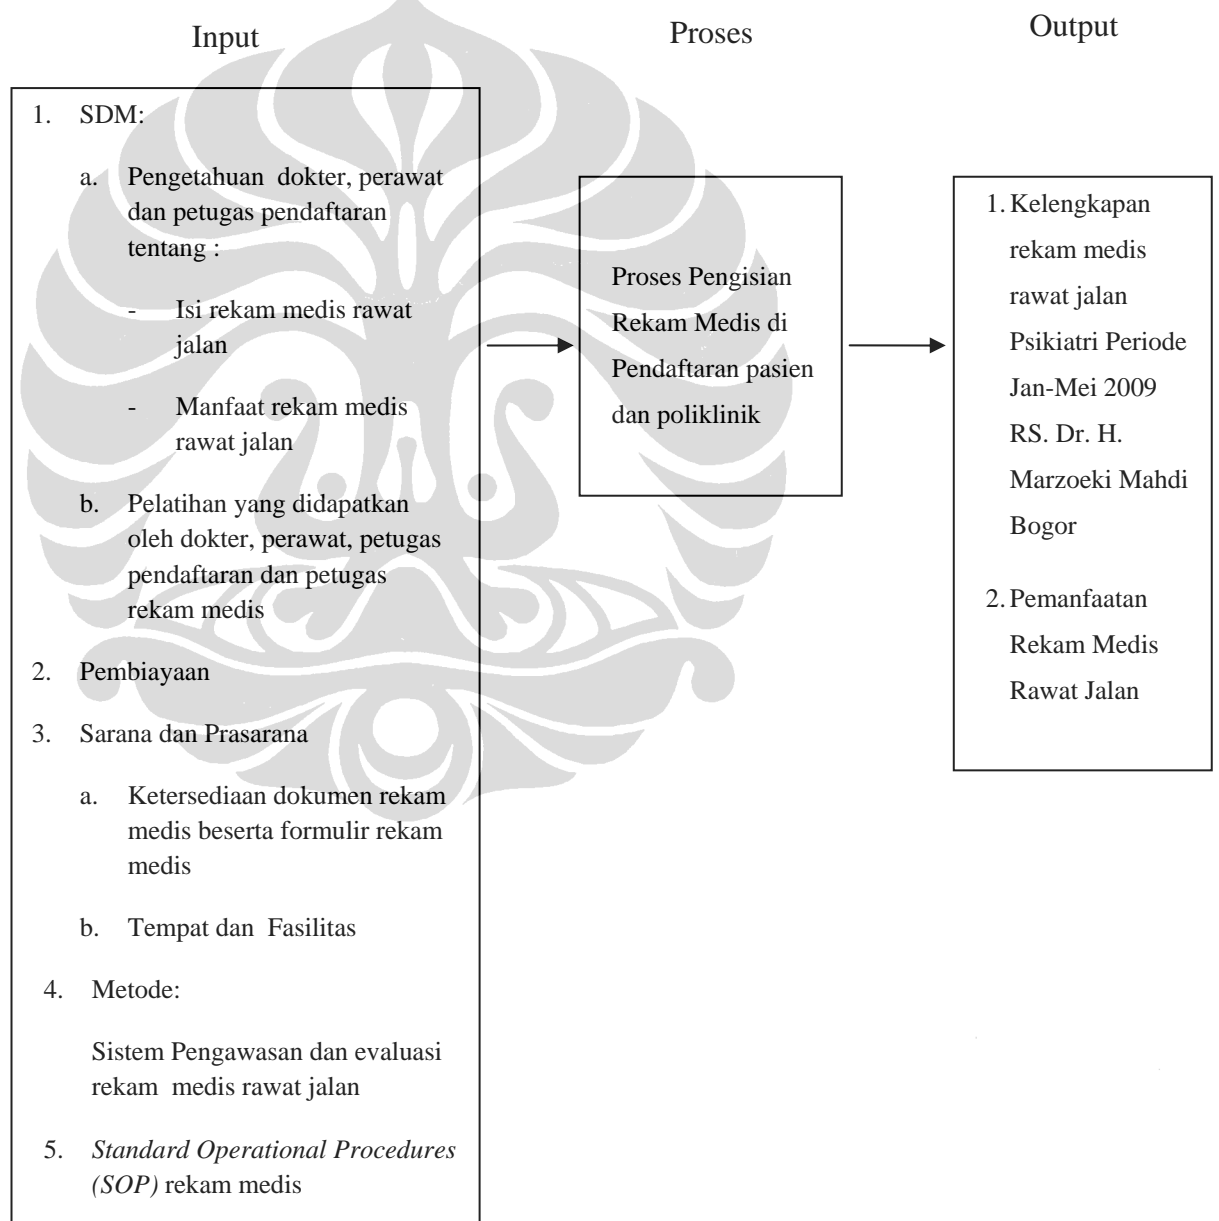 Input
Proses
Output
1. SDM:
a. Pengetahuan dokter, perawat
dan petugas pendaftaran
tentang :
- Isi rekam medis rawat
jalan
- Manfaat rekam medis
rawat jalan
b. Pelatihan yang didapatkan
oleh dokter, perawat, petugas
pendaftaran dan petugas
rekam medis
2. Pembiayaan
3. Sarana dan Prasarana
a. Ketersediaan dokumen rekam
medis beserta formulir rekam
medis
b. Tempat dan Fasilitas
4. Metode:
Sistem Pengawasan dan evaluasi
rekam medis rawat jalan
5. Standard Operational Procedures
(SOP) rekam medis
Proses Pengisian
Rekam Medis di
Pendaftaran pasien
dan poliklinik
1. Kelengkapan
rekam medis
rawat jalan
Psikiatri Periode
Jan-Mei 2009
RS. Dr. H.
Marzoeki Mahdi
Bogor
2. Pemanfaatan
Rekam Medis
Rawat Jalan